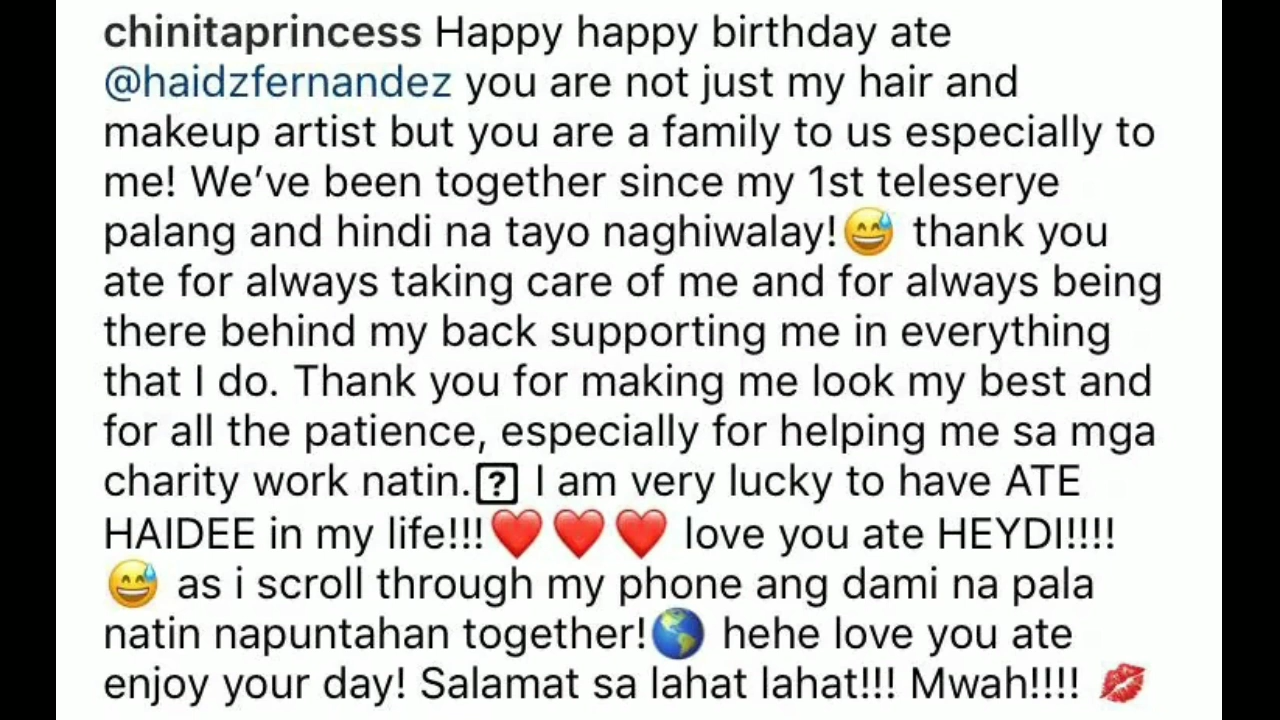 chinitaprincess Happy happy birthday ate
@haidzfernandez you are not just my hair and
makeup artist but you are a family to us especially to
me! We’ve been together since my 1st teleserye
palang and hindi na tayo naghiwalay!😅 thank you
ate for always taking care of me and for always being
there behind my back supporting me in everything
that I do. Thank you for making me look my best and
for all the patience, especially for helping me sa mga
charity work natin.⍰ I am very lucky to have ATE
HAIDEE in my life!!!❤️❤️❤️ love you ate HEYDI!!!!
😅 as i scroll through my phone ang dami na pala
natin napuntahan together!🌎 hehe love you ate
enjoy your day! Salamat sa lahat lahat!!! Mwah!!!! 💋